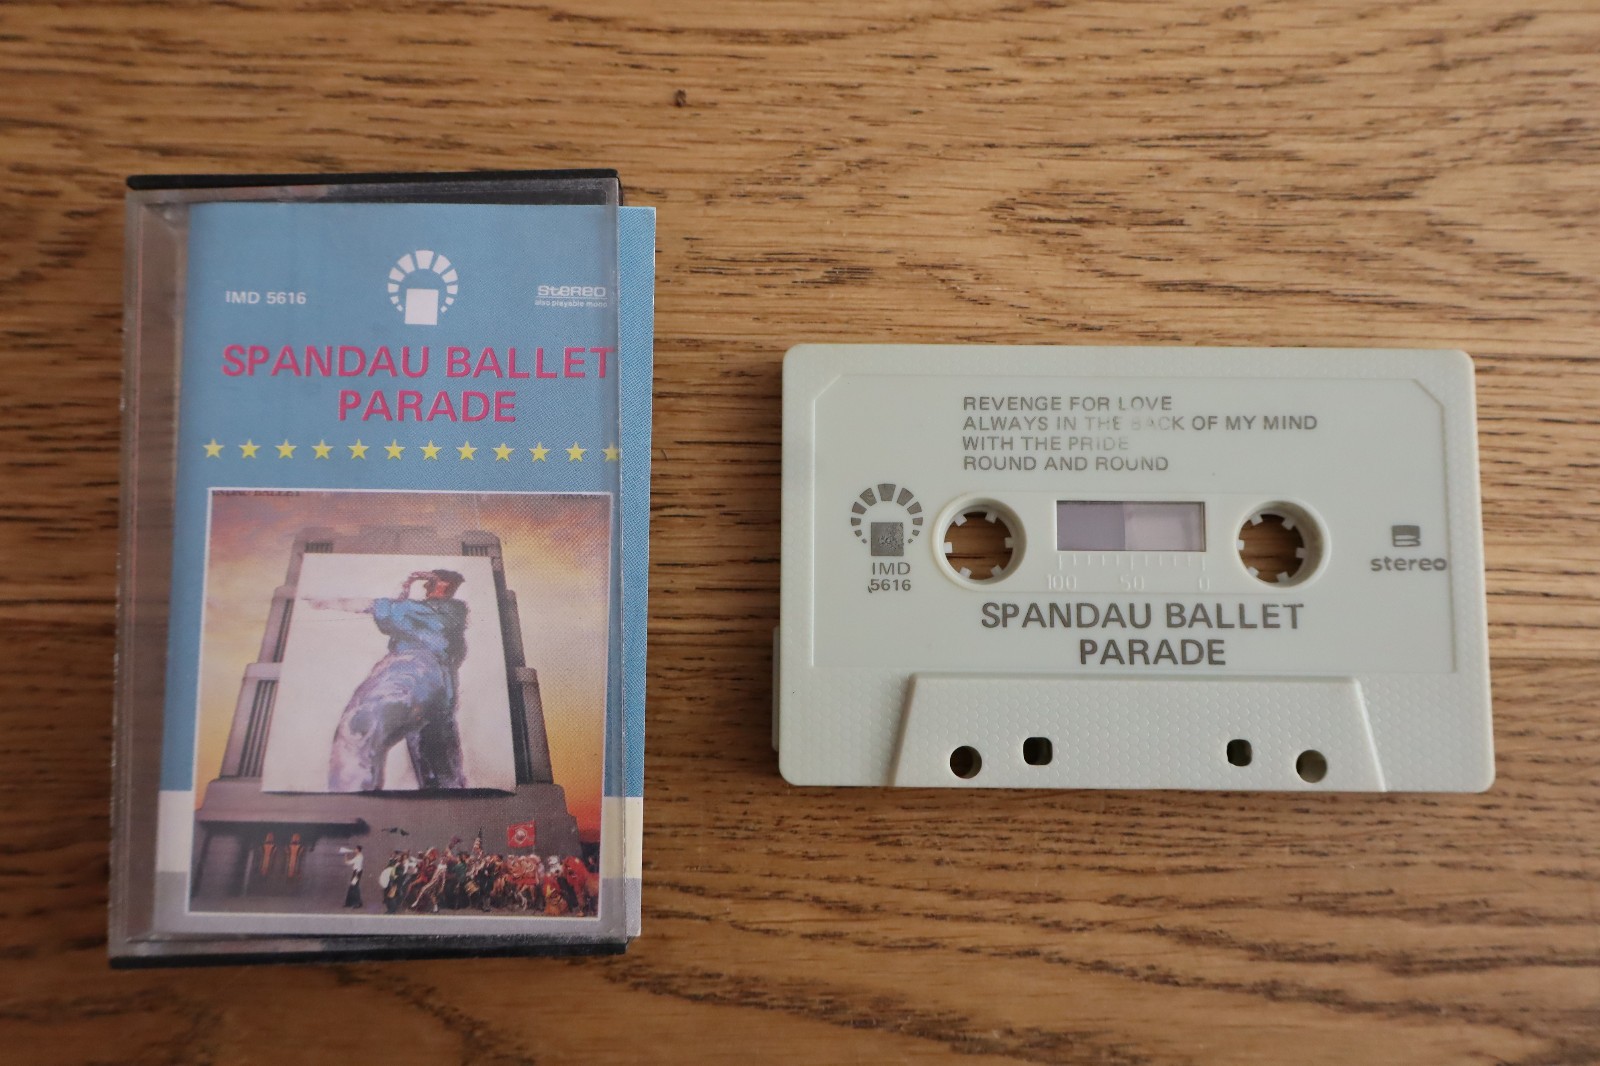 IMD 5616
STEREO
also playable mono
SPANDAU BALLET
PARADE
BALLET
REVENGE FOR LOVE
ALWAYS IN THE BACK OF MY MIND
WITH THE PRIDE
ROUND AND ROUND
IMD
5616
B
stereo
100 50 0
SPANDAU BALLET
PARADE